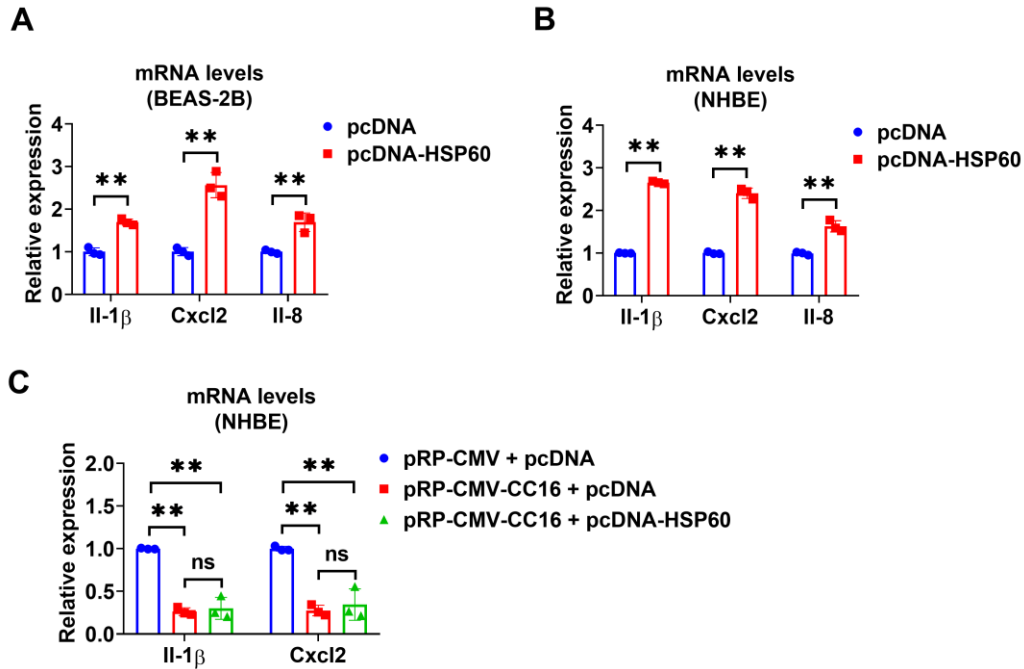 A
mRNA levels
(BEAS-2B)
Relative expression
4
3
2
1
0
** ** **
Il-1β Cxcl2 Il-8
pcDNA
pcDNA-HSP60
B
mRNA levels
(NHBE)
Relative expression
4
3
2
1
0
** ** **
Il-1β Cxcl2 Il-8
pcDNA
pcDNA-HSP60
C
mRNA levels
(NHBE)
Relative expression
2.0
1.5
1.0
0.5
0.0
** **
** **
ns ns
Il-1β Cxcl2
pRP-CMV + pcDNA
pRP-CMV-CC16 + pcDNA
pRP-CMV-CC16 + pcDNA-HSP60